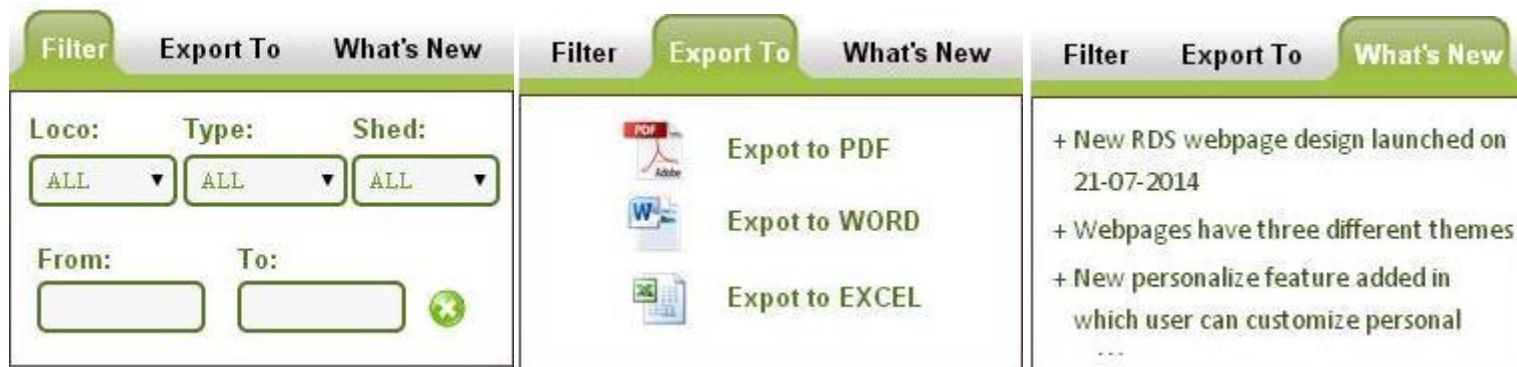 Filter Export To What's New
Loco: Type: Shed:
ALL ALL ALL
From: To:
Filter Export To What's New
PDF
Adobe
Expot to PDF
W
Expot to WORD
X
Expot to EXCEL
Filter Export To What's New
+ New RDS webpage design launched on
21-07-2014
+ Webpages have three different themes
+ New personalize feature added in
which user can customize personal